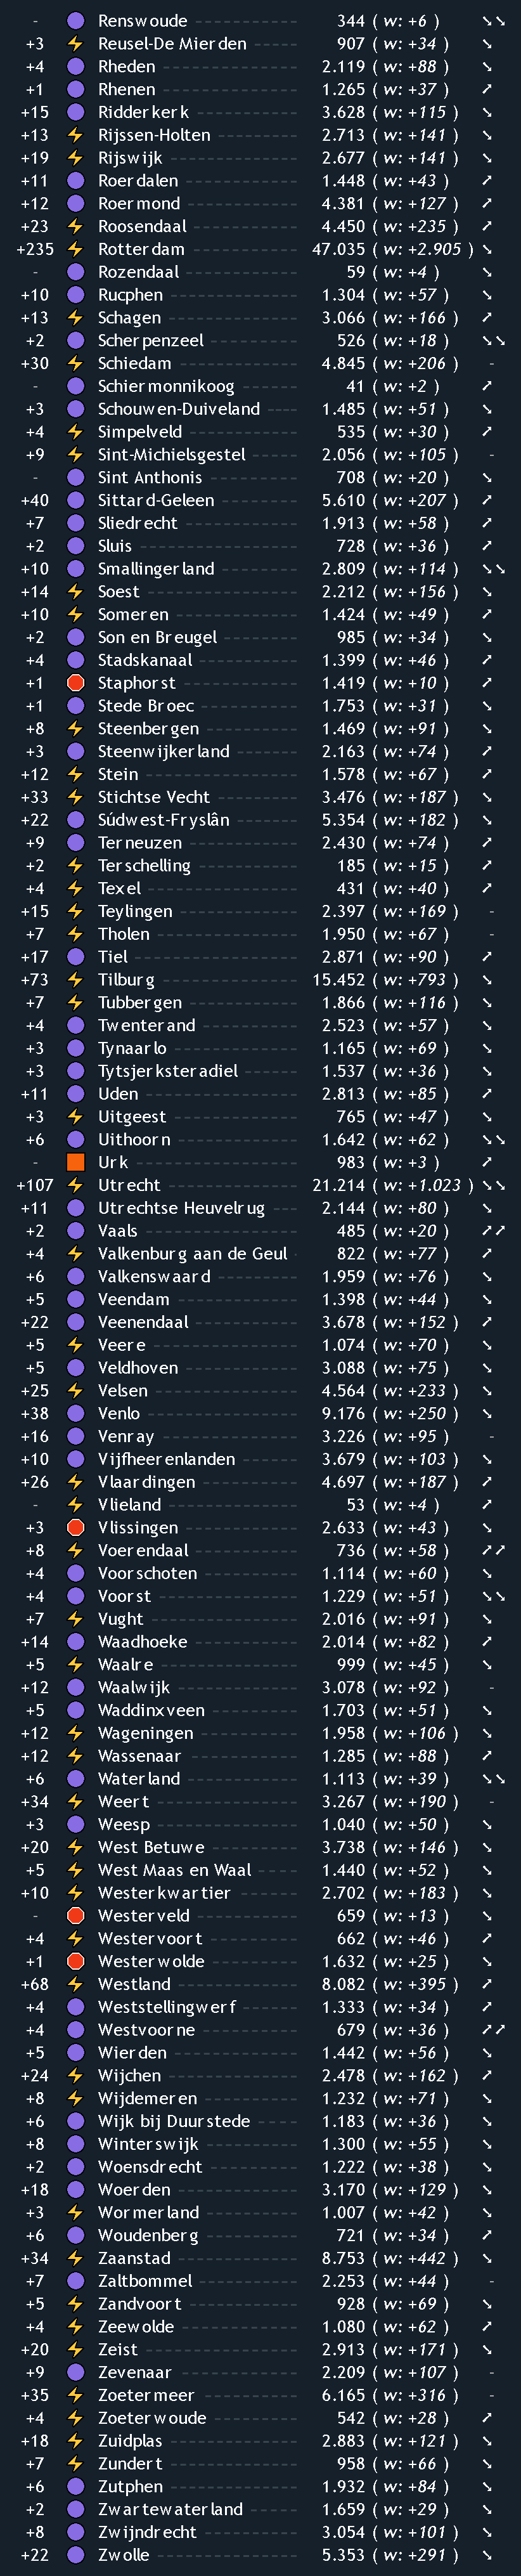 - Renswoude 344 ( w: +6 ) ↘↘
+3 Reusel-De Mierden 907 ( w: +34 ) ↘
+4 Rheden 2.119 ( w: +88 ) ↘
+1 Rhenen 1.265 ( w: +37 ) ↗
+15 Ridderkerk 3.628 ( w: +115 ) ↘
+13 Rijssen-Holten 2.713 ( w: +141 ) ↘
+19 Rijswijk 2.677 ( w: +141 ) ↘
+11 Roerdalen 1.448 ( w: +43 ) ↗
+12 Roermond 4.381 ( w: +127 ) ↗
+23 Roosendaal 4.450 ( w: +235 ) ↗
+235 Rotterdam 47.035 ( w: +2.905 ) ↘
- Rozendaal 59 ( w: +4 ) ↘
+10 Rucphen 1.304 ( w: +57 ) ↘
+13 Schagen 3.066 ( w: +166 ) ↗
+2 Scherpenzeel 526 ( w: +18 ) ↘↘
+30 Schiedam 4.845 ( w: +206 ) -
- Schiermonnikoog 41 ( w: +2 ) ↗
+3 Schouwen-Duiveland 1.485 ( w: +51 ) ↘
+4 Simpelveld 535 ( w: +30 ) ↗
+9 Sint-Michielsgestel 2.056 ( w: +105 ) -
- Sint Anthonis 708 ( w: +20 ) ↘
+40 Sittard-Geleen 5.610 ( w: +207 ) ↗
+7 Sliedrecht 1.913 ( w: +58 ) ↗
+2 Sluis 728 ( w: +36 ) ↗
+10 Smallingerland 2.809 ( w: +114 ) ↘↘
+14 Soest 2.212 ( w: +156 ) ↘
+10 Someren 1.424 ( w: +49 ) ↗
+2 Son en Breugel 985 ( w: +34 ) ↘
+4 Stadskanaal 1.399 ( w: +46 ) ↗
+1 Staphorst 1.419 ( w: +10 ) ↗
+1 Stede Broec 1.753 ( w: +31 ) ↘
+8 Steenbergen 1.469 ( w: +91 ) ↘
+3 Steenwijkerland 2.163 ( w: +74 ) ↗
+12 Stein 1.578 ( w: +67 ) ↗
+33 Stichtse Vecht 3.476 ( w: +187 ) ↘
+22 Súdwest-Fryslân 5.354 ( w: +182 ) ↘
+9 Terneuzen 2.430 ( w: +74 ) ↗
+2 Terschelling 185 ( w: +15 ) ↗
+4 Texel 431 ( w: +40 ) ↗
+15 Teylingen 2.397 ( w: +169 ) -
+7 Tholen 1.950 ( w: +67 ) -
+17 Tiel 2.871 ( w: +90 ) ↗
+73 Tilburg 15.452 ( w: +793 ) ↘
+7 Tubbergen 1.866 ( w: +116 ) ↘
+4 Twenterand 2.523 ( w: +57 ) ↘
+3 Tynaarlo 1.165 ( w: +69 ) ↘
+3 Tytsjerksteradiel 1.537 ( w: +36 ) ↘
+11 Uden 2.813 ( w: +85 ) ↗
+3 Uitgeest 765 ( w: +47 ) ↘
+6 Uithoorn 1.642 ( w: +62 ) ↘↘
- Urk 983 ( w: +3 ) ↗
+107 Utrecht 21.214 ( w: +1.023 ) ↘↘
+11 Utrechtse Heuvelrug 2.144 ( w: +80 ) ↘
+2 Vaals 485 ( w: +20 ) ↗↗
+4 Valkenburg aan de Geul 822 ( w: +77 ) ↗
+6 Valkenswaard 1.959 ( w: +76 ) ↘
+5 Veendam 1.398 ( w: +44 ) ↘
+22 Veenendaal 3.678 ( w: +152 ) ↗
+5 Veere 1.074 ( w: +70 ) ↘
+5 Veldhoven 3.088 ( w: +75 ) ↘
+25 Velsen 4.564 ( w: +233 ) ↘
+38 Venlo 9.176 ( w: +250 ) ↘
+16 Venray 3.226 ( w: +95 ) -
+10 Vijfheerenlanden 3.679 ( w: +103 ) ↘
+26 Vlaardingen 4.697 ( w: +187 ) ↗
- Vlieland 53 ( w: +4 ) ↗
+3 Vlissingen 2.633 ( w: +43 ) ↘
+8 Voerendaal 736 ( w: +58 ) ↗↗
+4 Voorschoten 1.114 ( w: +60 ) ↘
+4 Voorst 1.229 ( w: +51 ) ↘↘
+7 Vught 2.016 ( w: +91 ) ↘
+14 Waadhoeke 2.014 ( w: +82 ) ↗
+5 Waalre 999 ( w: +45 ) ↘
+12 Waalwijk 3.078 ( w: +92 ) -
+5 Waddinxveen 1.703 ( w: +51 ) ↘
+12 Wageningen 1.958 ( w: +106 ) ↘
+12 Wassenaar 1.285 ( w: +88 ) ↗
+6 Waterland 1.113 ( w: +39 ) ↘↘
+34 Weert 3.267 ( w: +190 ) -
+3 Weesp 1.040 ( w: +50 ) ↘
+20 West Betuwe 3.738 ( w: +146 ) ↘
+5 West Maas en Waal 1.440 ( w: +52 ) ↘
+10 Westerkwartier 2.702 ( w: +183 ) ↘
- Westerveld 659 ( w: +13 ) ↘
+4 Westervoort 662 ( w: +46 ) ↗
+1 Westerwolde 1.632 ( w: +25 ) ↘
+68 Westland 8.082 ( w: +395 ) ↗
+4 Weststellingwerf 1.333 ( w: +34 ) ↗
+4 Westvoorne 679 ( w: +36 ) ↗↗
+5 Wierden 1.442 ( w: +56 ) ↘
+24 Wijchen 2.478 ( w: +162 ) ↗
+8 Wijdemeren 1.232 ( w: +71 ) ↘
+6 Wijk bij Duurstede 1.183 ( w: +36 ) ↘
+8 Winterswijk 1.300 ( w: +55 ) ↘
+2 Woensdrecht 1.222 ( w: +38 ) ↘
+18 Woerden 3.170 ( w: +129 ) ↘
+3 Wormerland 1.007 ( w: +42 ) ↘
+6 Woudenberg 721 ( w: +34 ) ↗
+34 Zaanstad 8.753 ( w: +442 ) ↘
+7 Zaltbommel 2.253 ( w: +44 ) -
+5 Zandvoort 928 ( w: +69 ) ↘
+4 Zeewolde 1.080 ( w: +62 ) ↗
+20 Zeist 2.913 ( w: +171 ) ↘
+9 Zevenaar 2.209 ( w: +107 ) -
+35 Zoetermeer 6.165 ( w: +316 ) -
+4 Zoeterwoude 542 ( w: +28 ) ↗
+18 Zuidplas 2.883 ( w: +121 ) ↘
+7 Zundert 958 ( w: +66 ) ↘
+6 Zutphen 1.932 ( w: +84 ) ↘
+2 Zwartewaterland 1.659 ( w: +29 ) ↘
+8 Zwijndrecht 3.054 ( w: +101 ) ↘
+22 Zwolle 5.353 ( w: +291 ) ↘